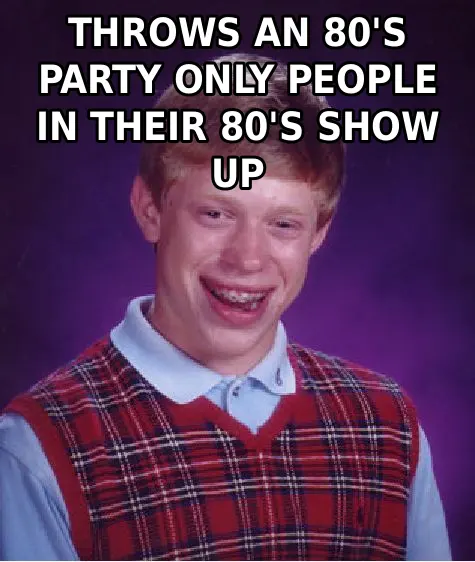 THROWS AN 80'S
PARTY ONLY PEOPLE
IN THEIR 80'S SHOW
UP